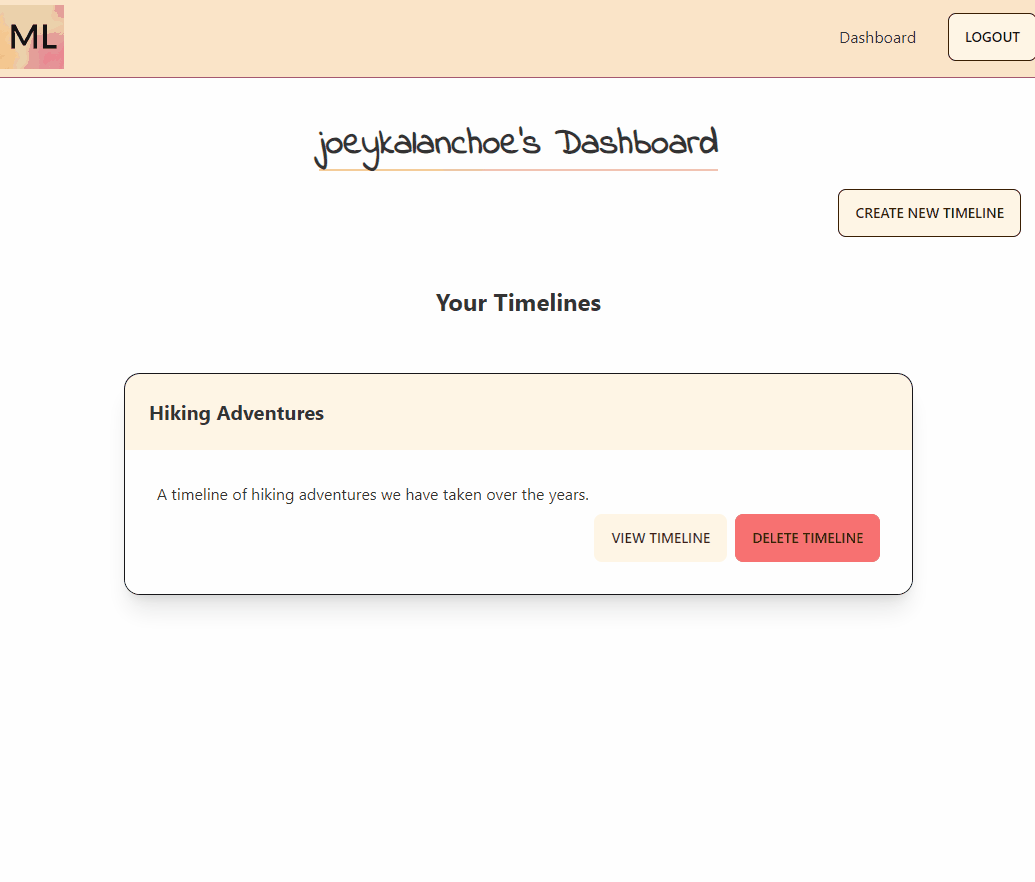 ML
Dashboard
LOGOUT
joeykalanchoe's Dashboard
CREATE NEW TIMELINE
Your Timelines
Hiking Adventures
A timeline of hiking adventures we have taken over the years.
VIEW TIMELINE
DELETE TIMELINE